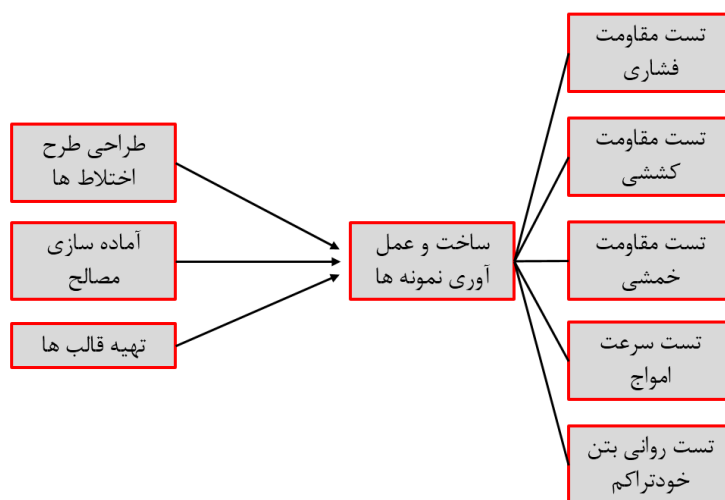 طراحی طرح
اختلاط ها
آماده سازی
مصالح
تهیه قالب ها
ساخت و عمل
آوری نمونه ها
تست مقاومت
فشاری
تست مقاومت
کششی
تست مقاومت
خمشی
تست سرعت
امواج
تست روانی بتن
خودتراکم